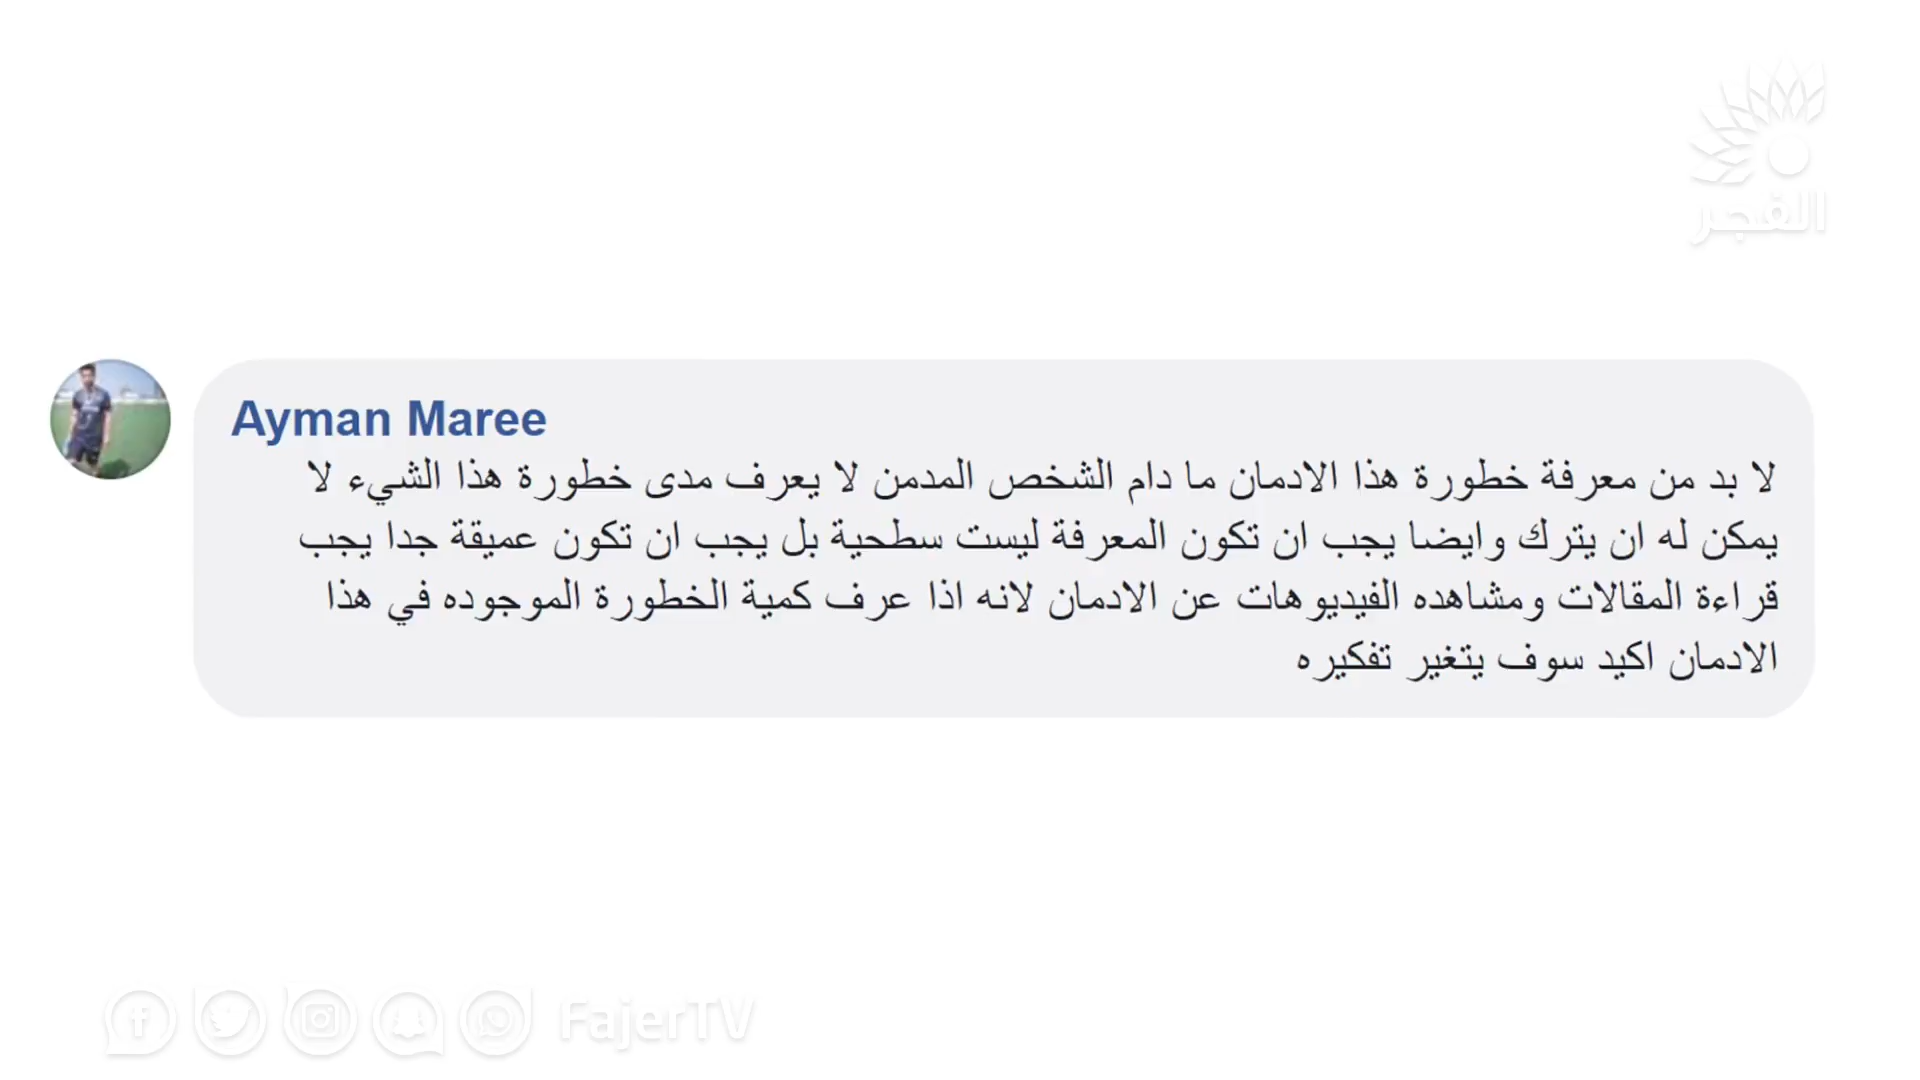 الفجر
Ayman Maree
لا بد من معرفة خطورة هذا الادمان ما دام الشخص المدمن لا يعرف مدى خطورة هذا الشيء لا
يمكن له ان يترك وايضا يجب ان تكون المعرفة ليست سطحية بل يجب ان تكون عميقة جدا يجب
قراءة المقالات ومشاهده الفيديوهات عن الادمان لانه اذا عرف كمية الخطورة الموجوده في هذا
الادمان اكيد سوف يتغير تفكيره
FajerTV